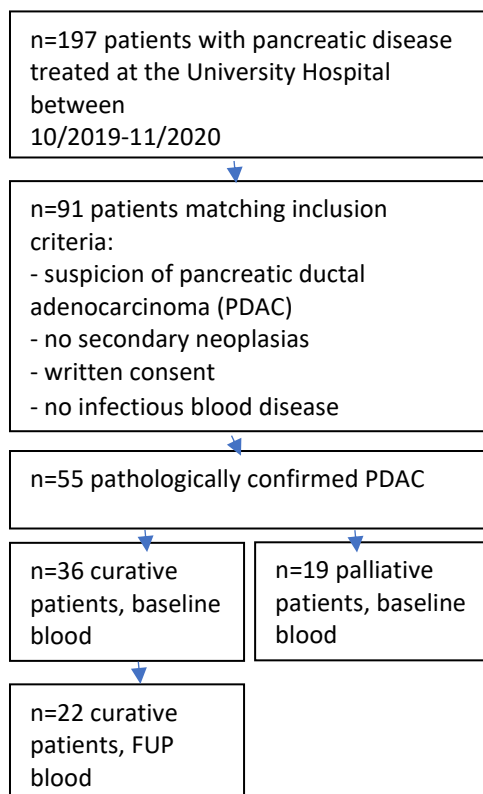 n=197 patients with pancreatic disease
treated at the University Hospital
between
10/2019-11/2020
n=91 patients matching inclusion
criteria:
- suspicion of pancreatic ductal
adenocarcinoma (PDAC)
- no secondary neoplasias
- written consent
- no infectious blood disease
n=55 pathologically confirmed PDAC
n=36 curative
patients, baseline
blood
n=19 palliative
patients, baseline
blood
n=22 curative
patients, FUP
blood